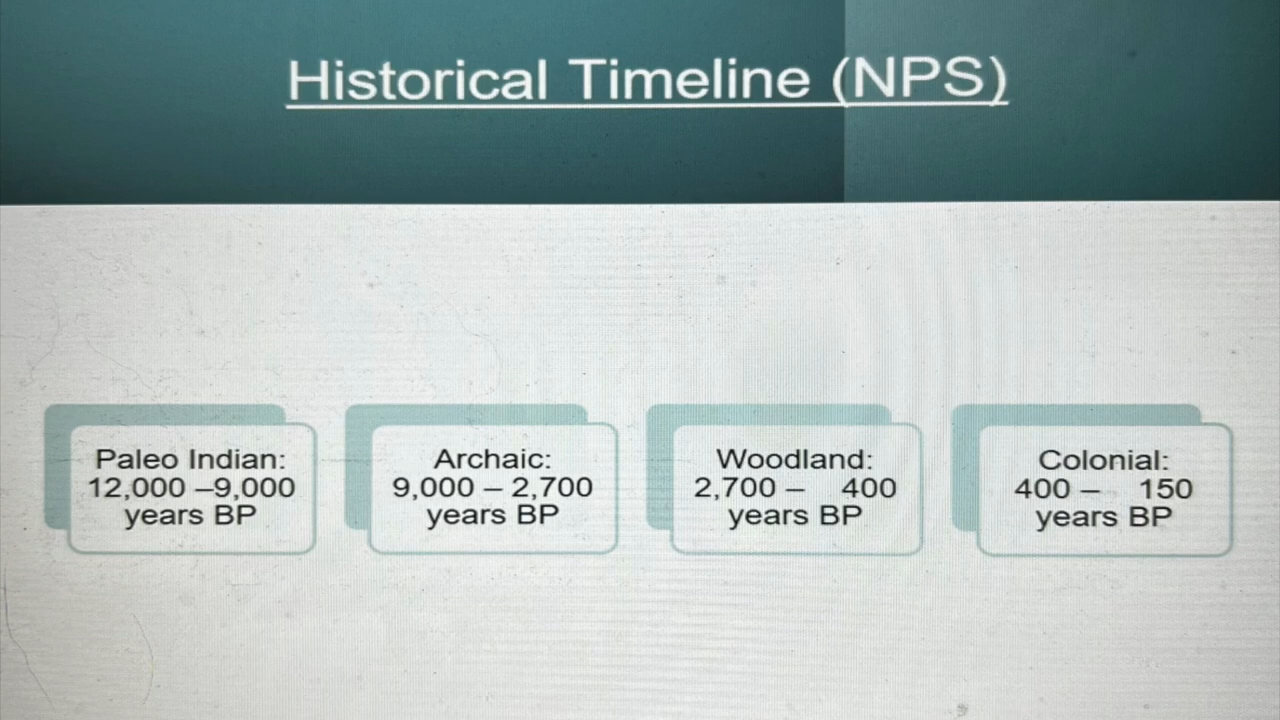 Historical Timeline (NPS)
Paleo Indian:
12,000 –9,000
years BP
Archaic:
9,000 – 2,700
years BP
Woodland:
2,700 – 400
years BP
Colonial:
400 – 150
years BP